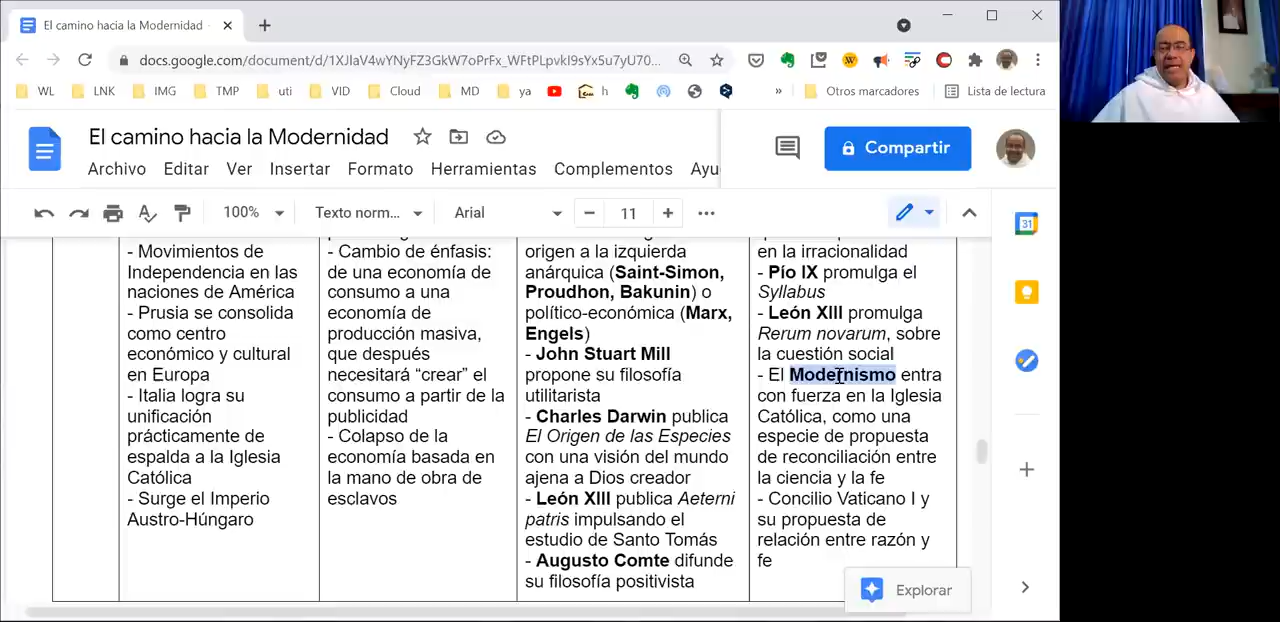 El camino hacia la Modernidad
docs.google.com/document/d/1XJlaV4wYNyFZ3GkW7oPrFx_WFtPLpvkI9sYx5u7yU70...
WL LNK IMG TMP uti VID Cloud MD ya h » Otros marcadores Lista de lectura
El camino hacia la Modernidad
Compartir
Archivo Editar Ver Insertar Formato Herramientas Complementos Ayu
100% Texto norm... Arial 11
31
- Movimientos de
Independencia en las
naciones de América
- Prusia se consolida
como centro
económico y cultural
en Europa
- Italia logra su
unificación
prácticamente de
espalda a la Iglesia
Católica
- Surge el Imperio
Austro-Húngaro
- Cambio de énfasis:
de una economía de
consumo a una
economía de
producción masiva,
que después
necesitará “crear” el
consumo a partir de la
publicidad
- Colapso de la
economía basada en
la mano de obra de
esclavos
origen a la izquierda
anárquica (Saint-Simon,
Proudhon, Bakunin) o
político-económica (Marx,
Engels)
- John Stuart Mill
propone su filosofía
utilitarista
- Charles Darwin publica
El Origen de las Especies
con una visión del mundo
ajena a Dios creador
- León XIII publica Aeterni
patris impulsando el
estudio de Santo Tomás
- Augusto Comte difunde
su filosofía positivista
en la irracionalidad
- Pío IX promulga el
Syllabus
- León XIII promulga
Rerum novarum, sobre
la cuestión social
- El Modernismo entra
con fuerza en la Iglesia
Católica, como una
especie de propuesta
de reconciliación entre
la ciencia y la fe
- Concilio Vaticano I y
su propuesta de
relación entre razón y
fe
Explorar